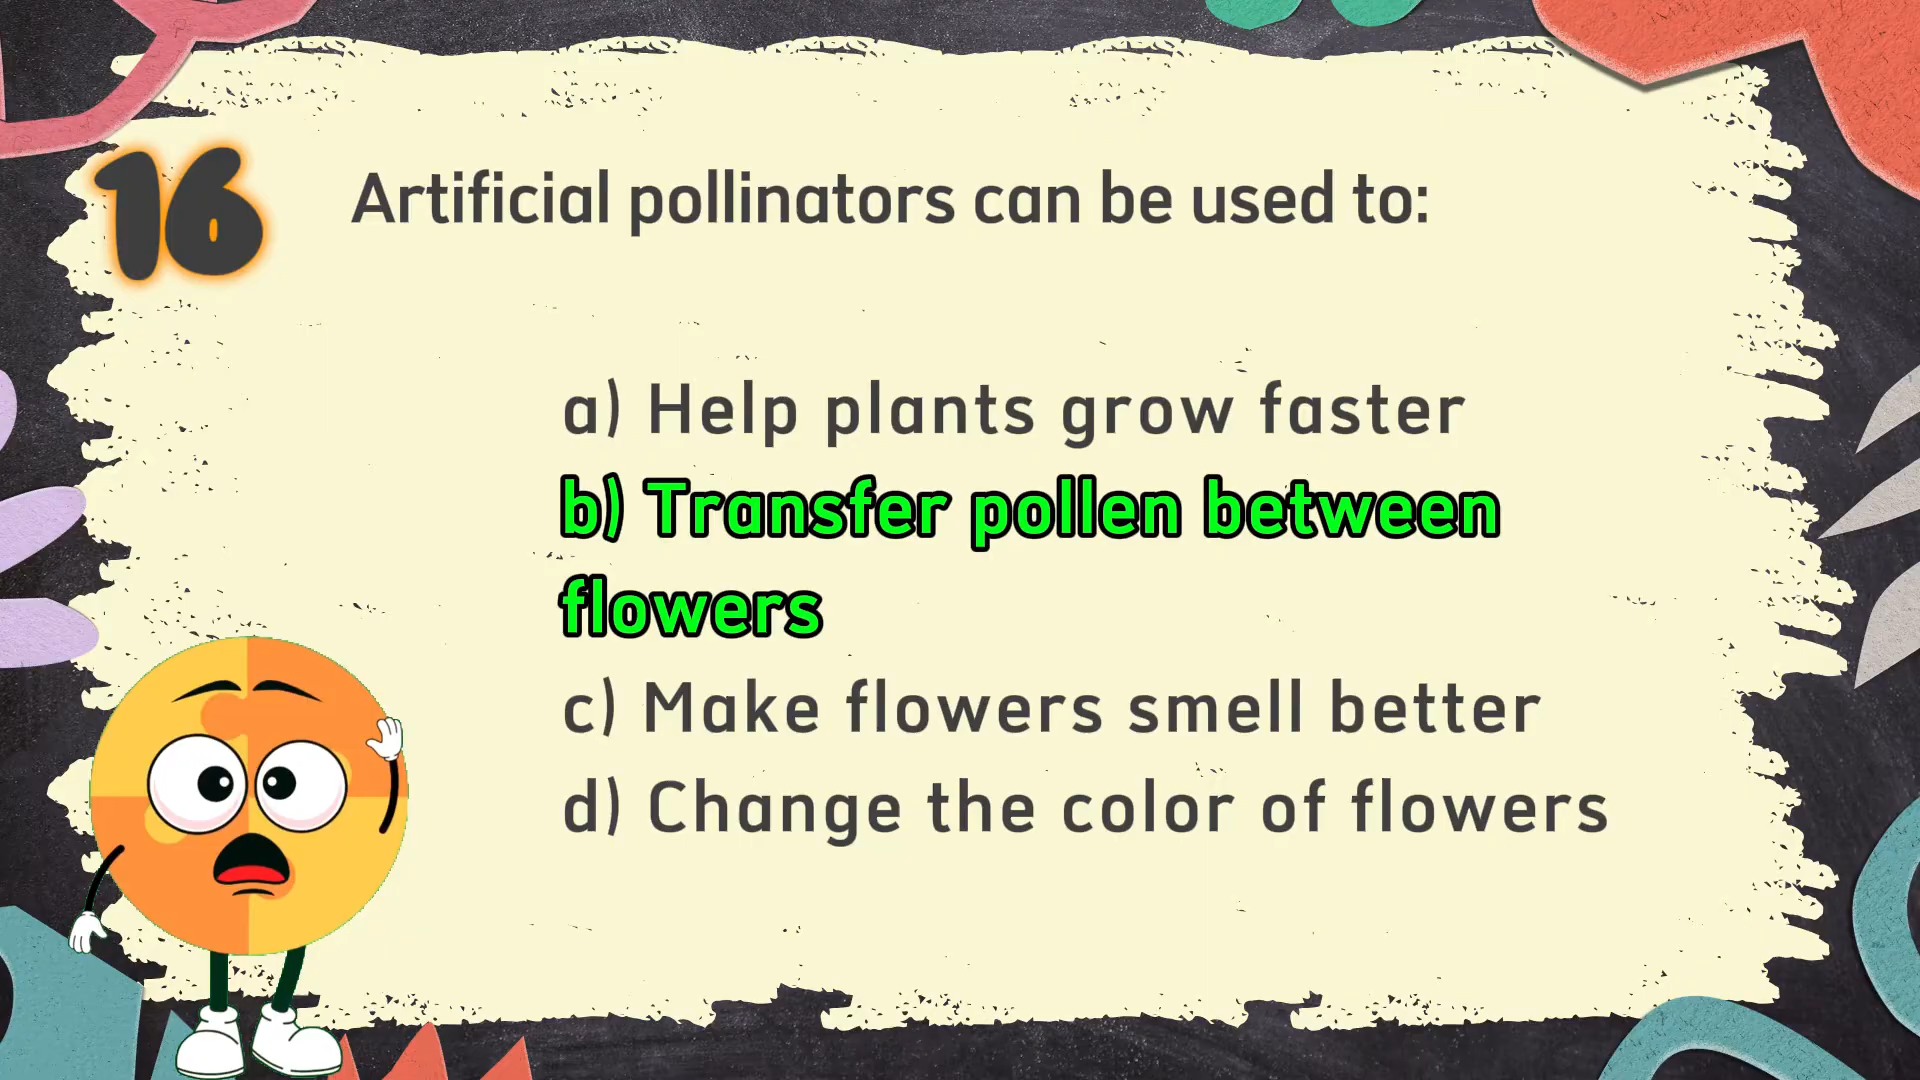 16
Artificial pollinators can be used to:
a) Help plants grow faster
b) Transfer pollen between
flowers
c) Make flowers smell better
d) Change the color of flowers